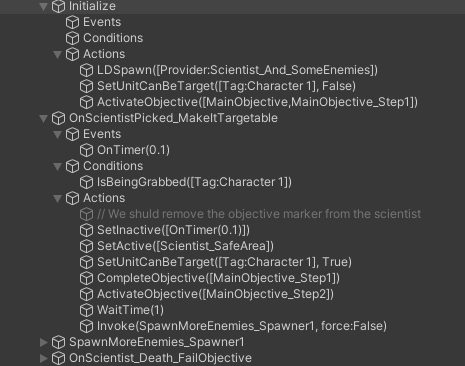 Initialize
Events
Conditions
Actions
LDSpawn([Provider:Scientist_And_SomeEnemies])
SetUnitCanBeTarget([Tag:Character 1], False)
ActivateObjective([MainObjective,MainObjective_Step1])
OnScientistPicked_MakeItTargetable
Events
OnTimer(0.1)
Conditions
IsBeingGrabbed([Tag:Character 1])
Actions
// We shuld remove the objective marker from the scientist
SetInactive([OnTimer(0.1)])
SetActive([Scientist_SafeArea])
SetUnitCanBeTarget([Tag:Character 1], True)
CompleteObjective([MainObjective_Step1])
ActivateObjective([MainObjective_Step2])
WaitTime(1)
Invoke(SpawnMoreEnemies_Spawner1, force:False)
SpawnMoreEnemies_Spawner1
OnScientist_Death_FailObjective